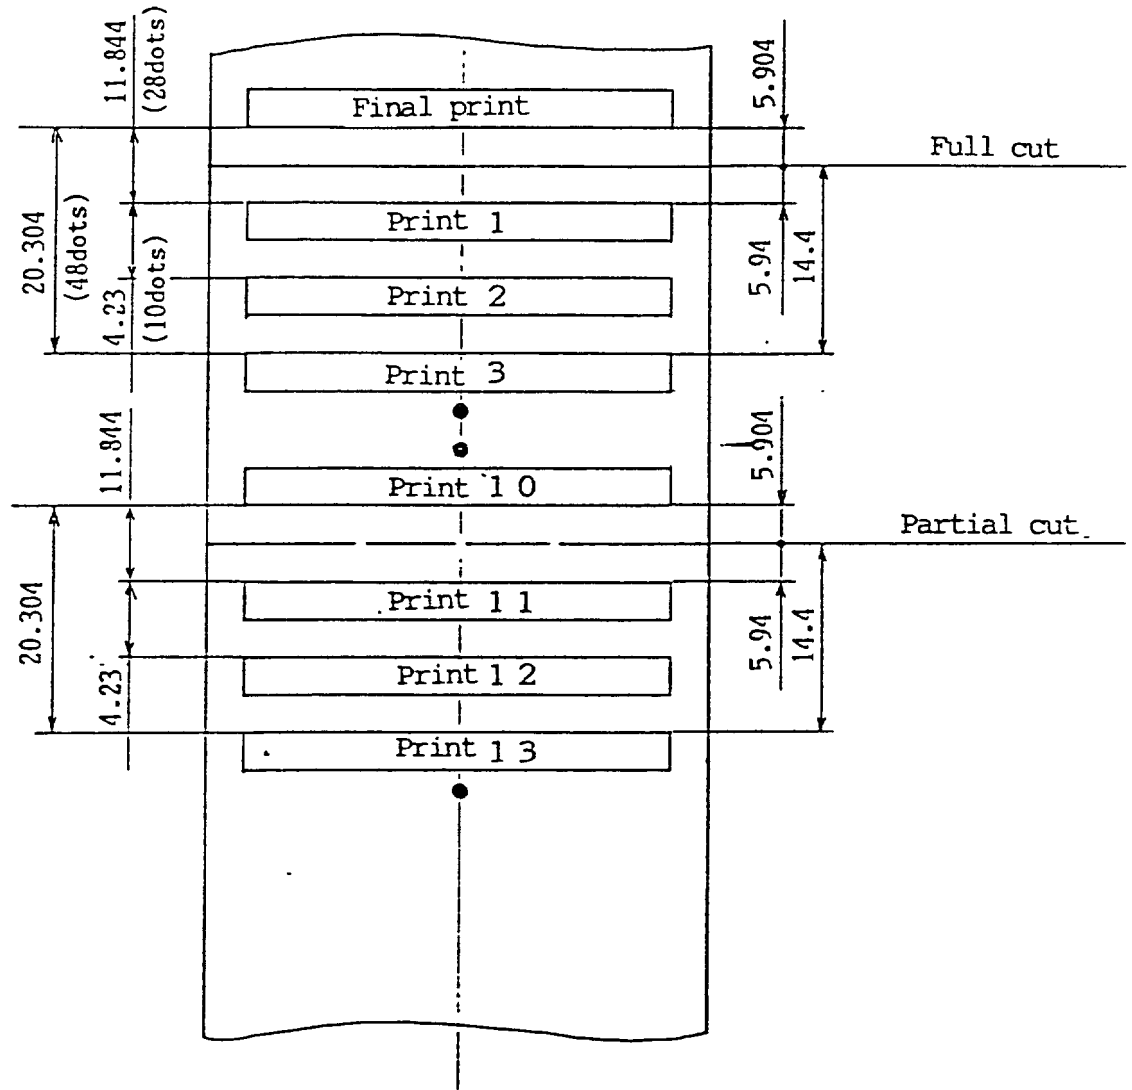 11.844
(28dots)
5.904
Final print
Full cut
20.304
(48dots)
Print 1
5.94
14.4
4.23
(10dots)
Print 2
Print 3
11.844
5.904
Print 10
Partial cut
20.304
Print 11
5.94
14.4
4.23
Print 12
Print 13